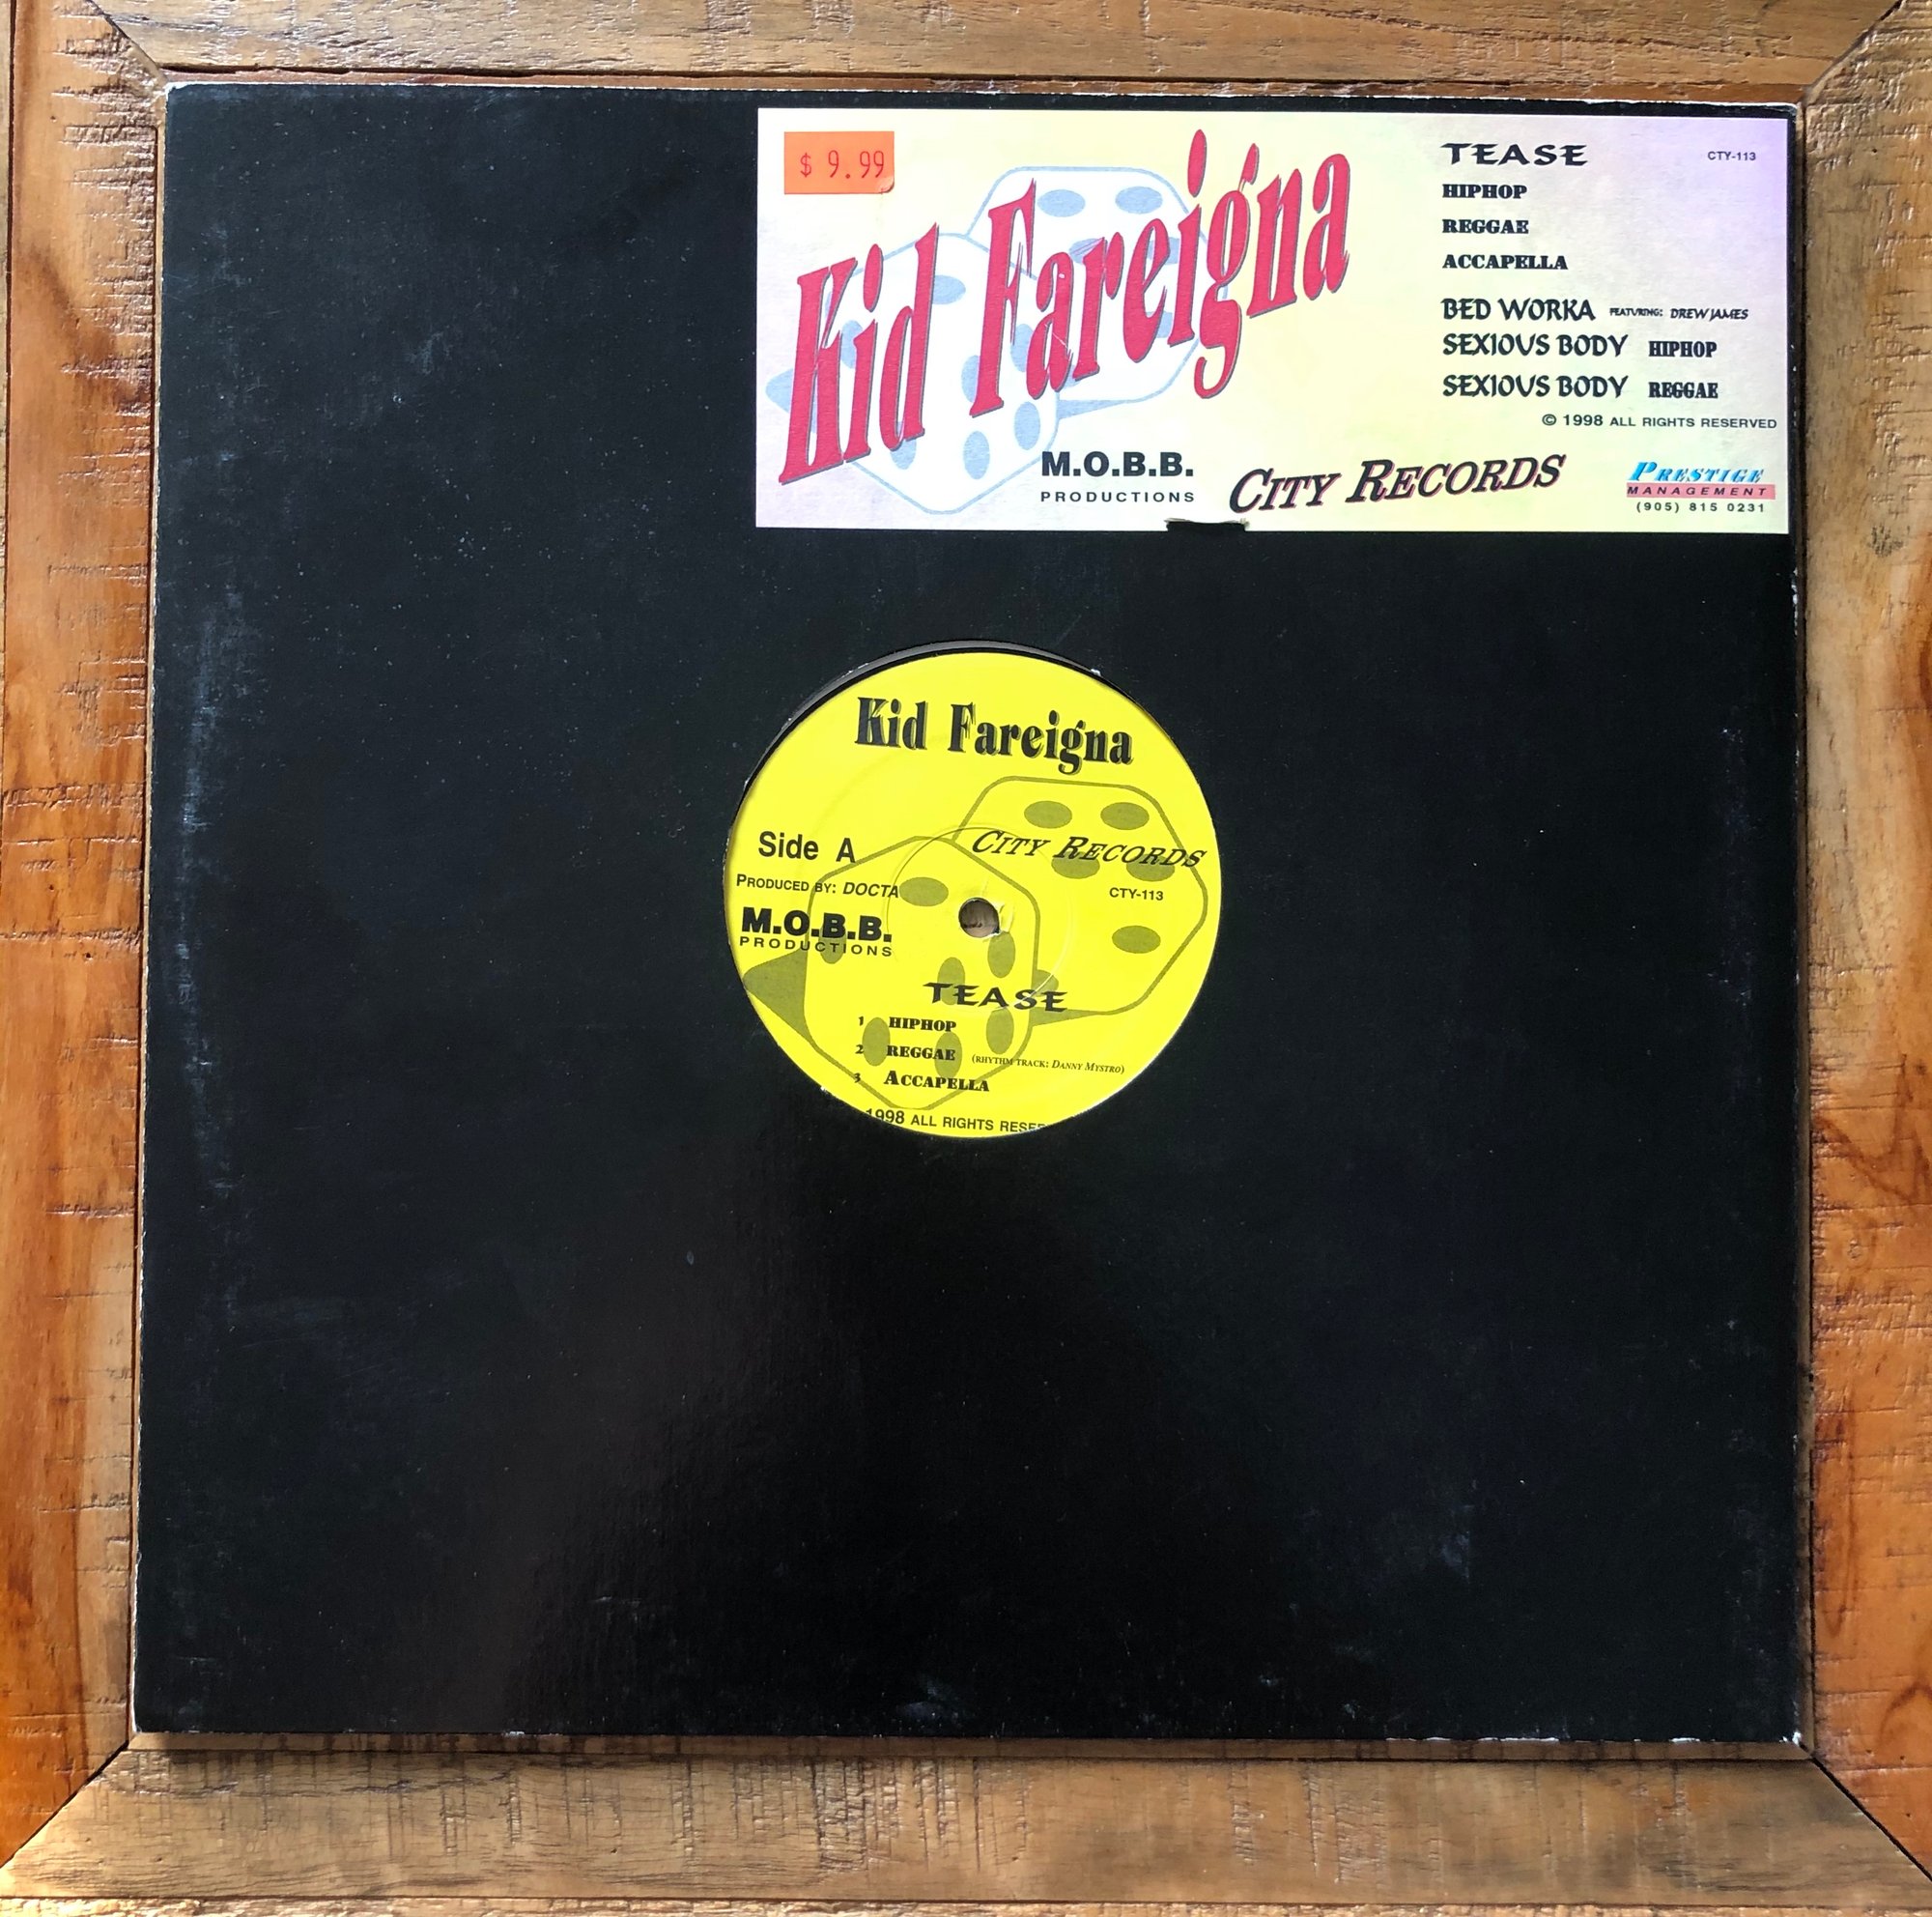 $ 9.99
Kid Fareigna
TEASE
CTY-113
HIPHOP
REGGAE
ACCAPELLA
BED WORKA FEATURING: DREW JAMES
SEXIOUS BODY HIPHOP
SEXIOUS BODY REGGAE
© 1998 ALL RIGHTS RESERVED
M.O.B.B.
PRODUCTIONS
CITY RECORDS
PRESTIGE
MANAGEMENT
(905) 815 0231
Kid Fareigna
Side A
CITY RECORDS
PRODUCED BY: DOCTA
CTY-113
M.O.B.B.
PRODUCTIONS
TEASE
1 HIPHOP
2 REGGAE (RHYTHM TRACK: DANNY MYSTRO)
3 ACCAPELLA
1998 ALL RIGHTS